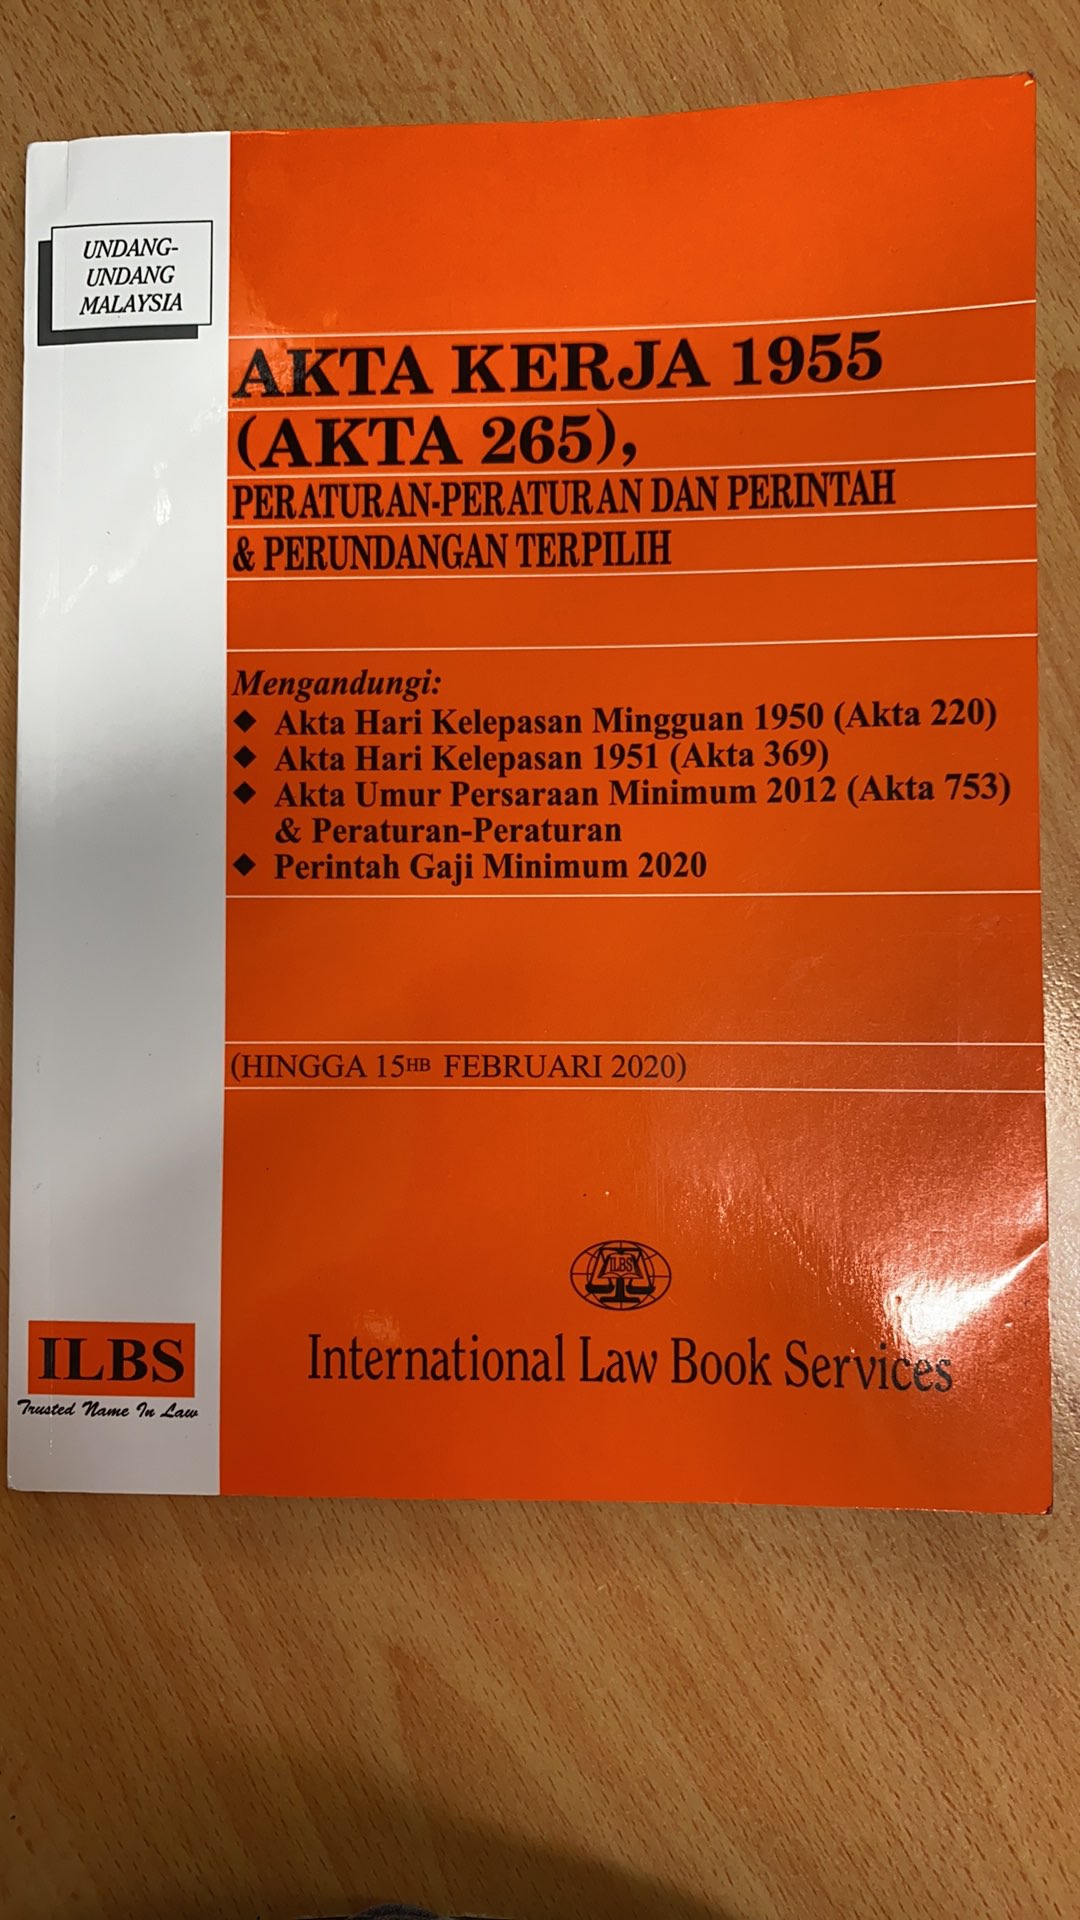 UNDANG-
UNDANG
MALAYSIA
AKTA KERJA 1955
(AKTA 265),
PERATURAN-PERATURAN DAN PERINTAH
& PERUNDANGAN TERPILIH
Mengandungi:
◆ Akta Hari Kelepasan Mingguan 1950 (Akta 220)
◆ Akta Hari Kelepasan 1951 (Akta 369)
◆ Akta Umur Persaraan Minimum 2012 (Akta 753)
& Peraturan-Peraturan
◆ Perintah Gaji Minimum 2020
(HINGGA 15HB FEBRUARI 2020)
ILBS
International Law Book Services
ILBS
Trusted Name In Law